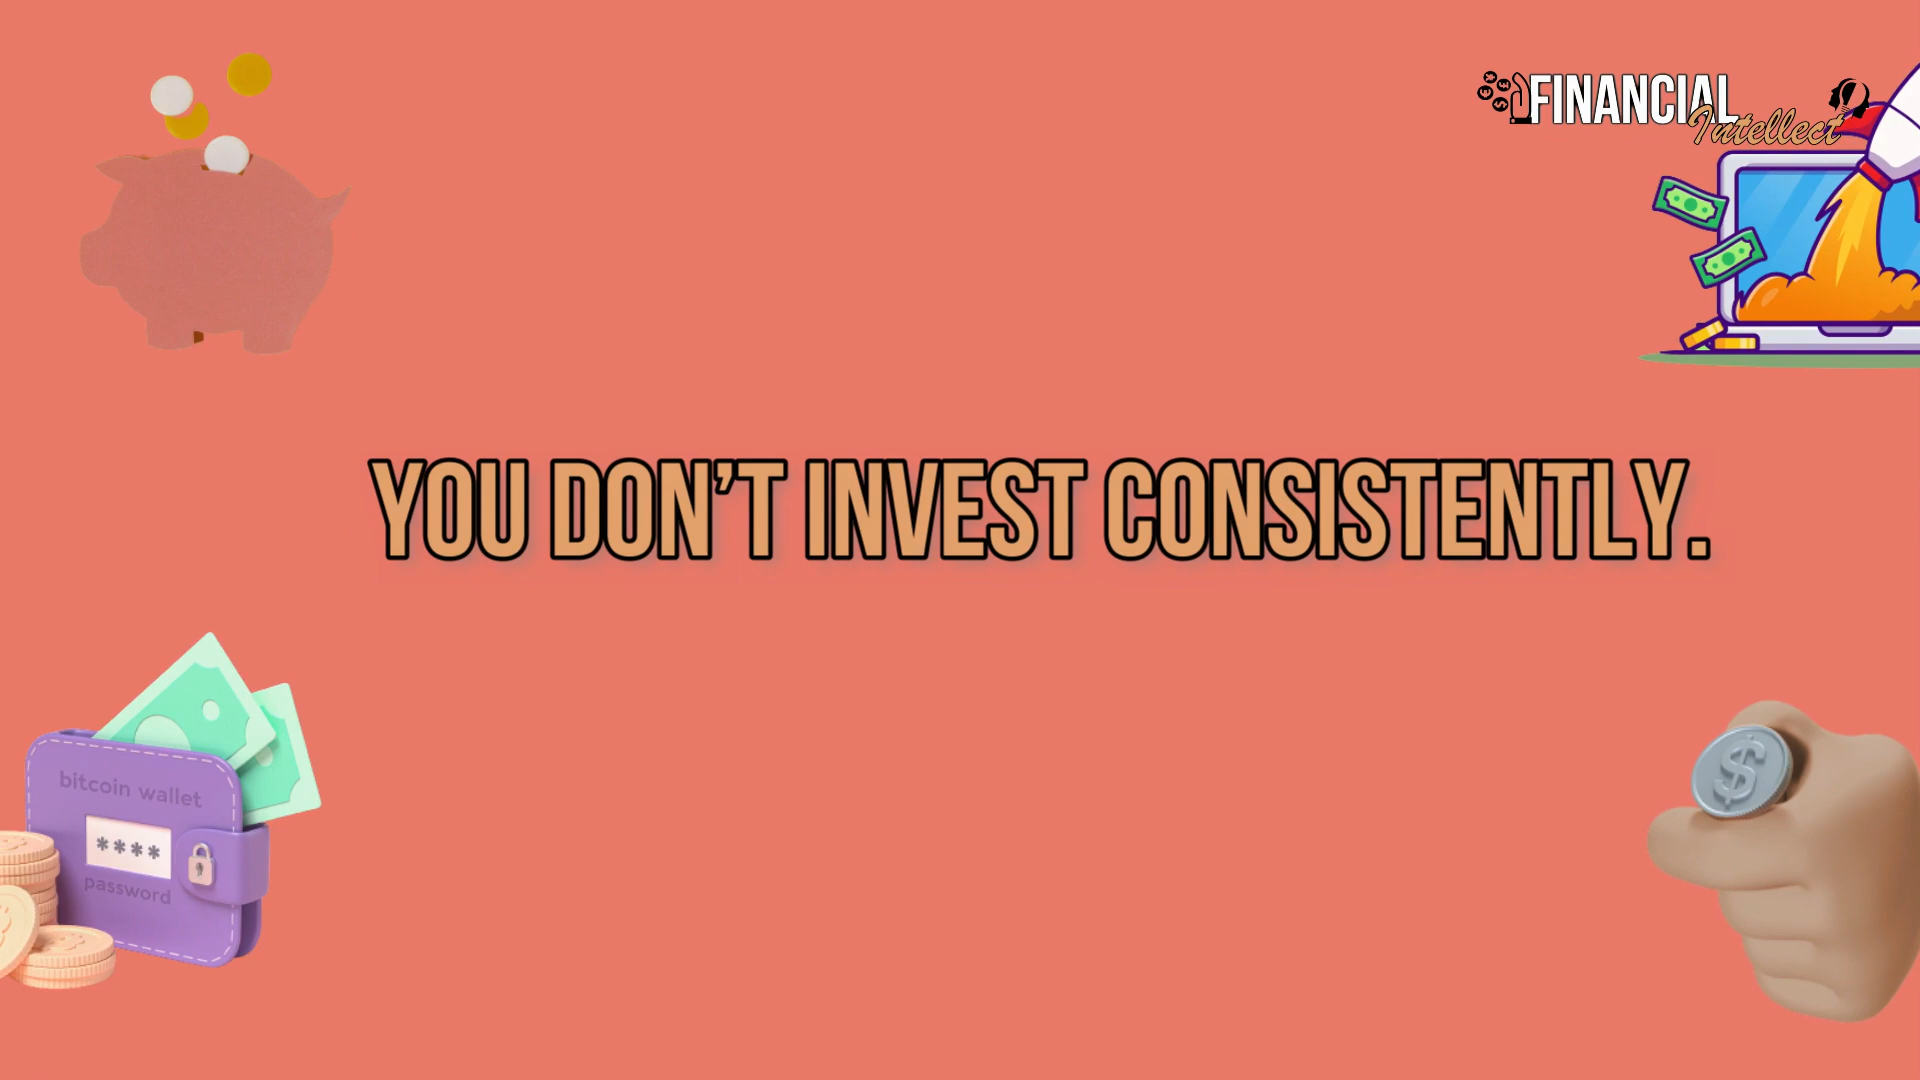 FINANCIAL
Intellect
YOU DON’T INVEST CONSISTENTLY.
bitcoin wallet
****
password
$